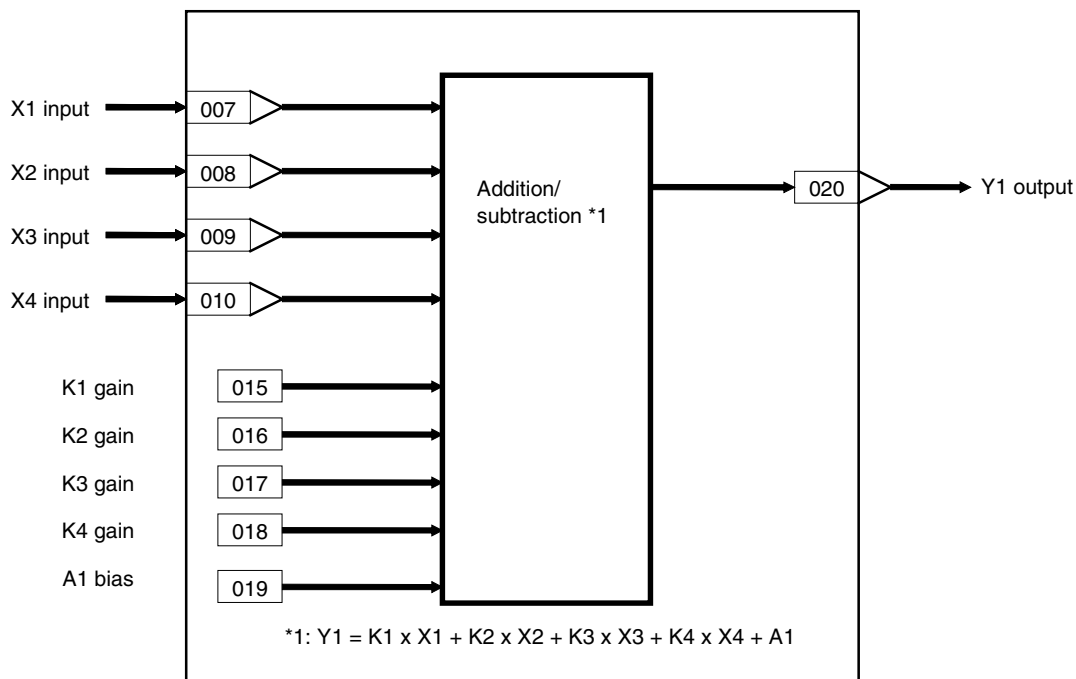 X1 input
007
X2 input
008
Addition/
subtraction *1
020
Y1 output
X3 input
009
X4 input
010
K1 gain
015
K2 gain
016
K3 gain
017
K4 gain
018
A1 bias
019
*1: Y1 = K1 x X1 + K2 x X2 + K3 x X3 + K4 x X4 + A1